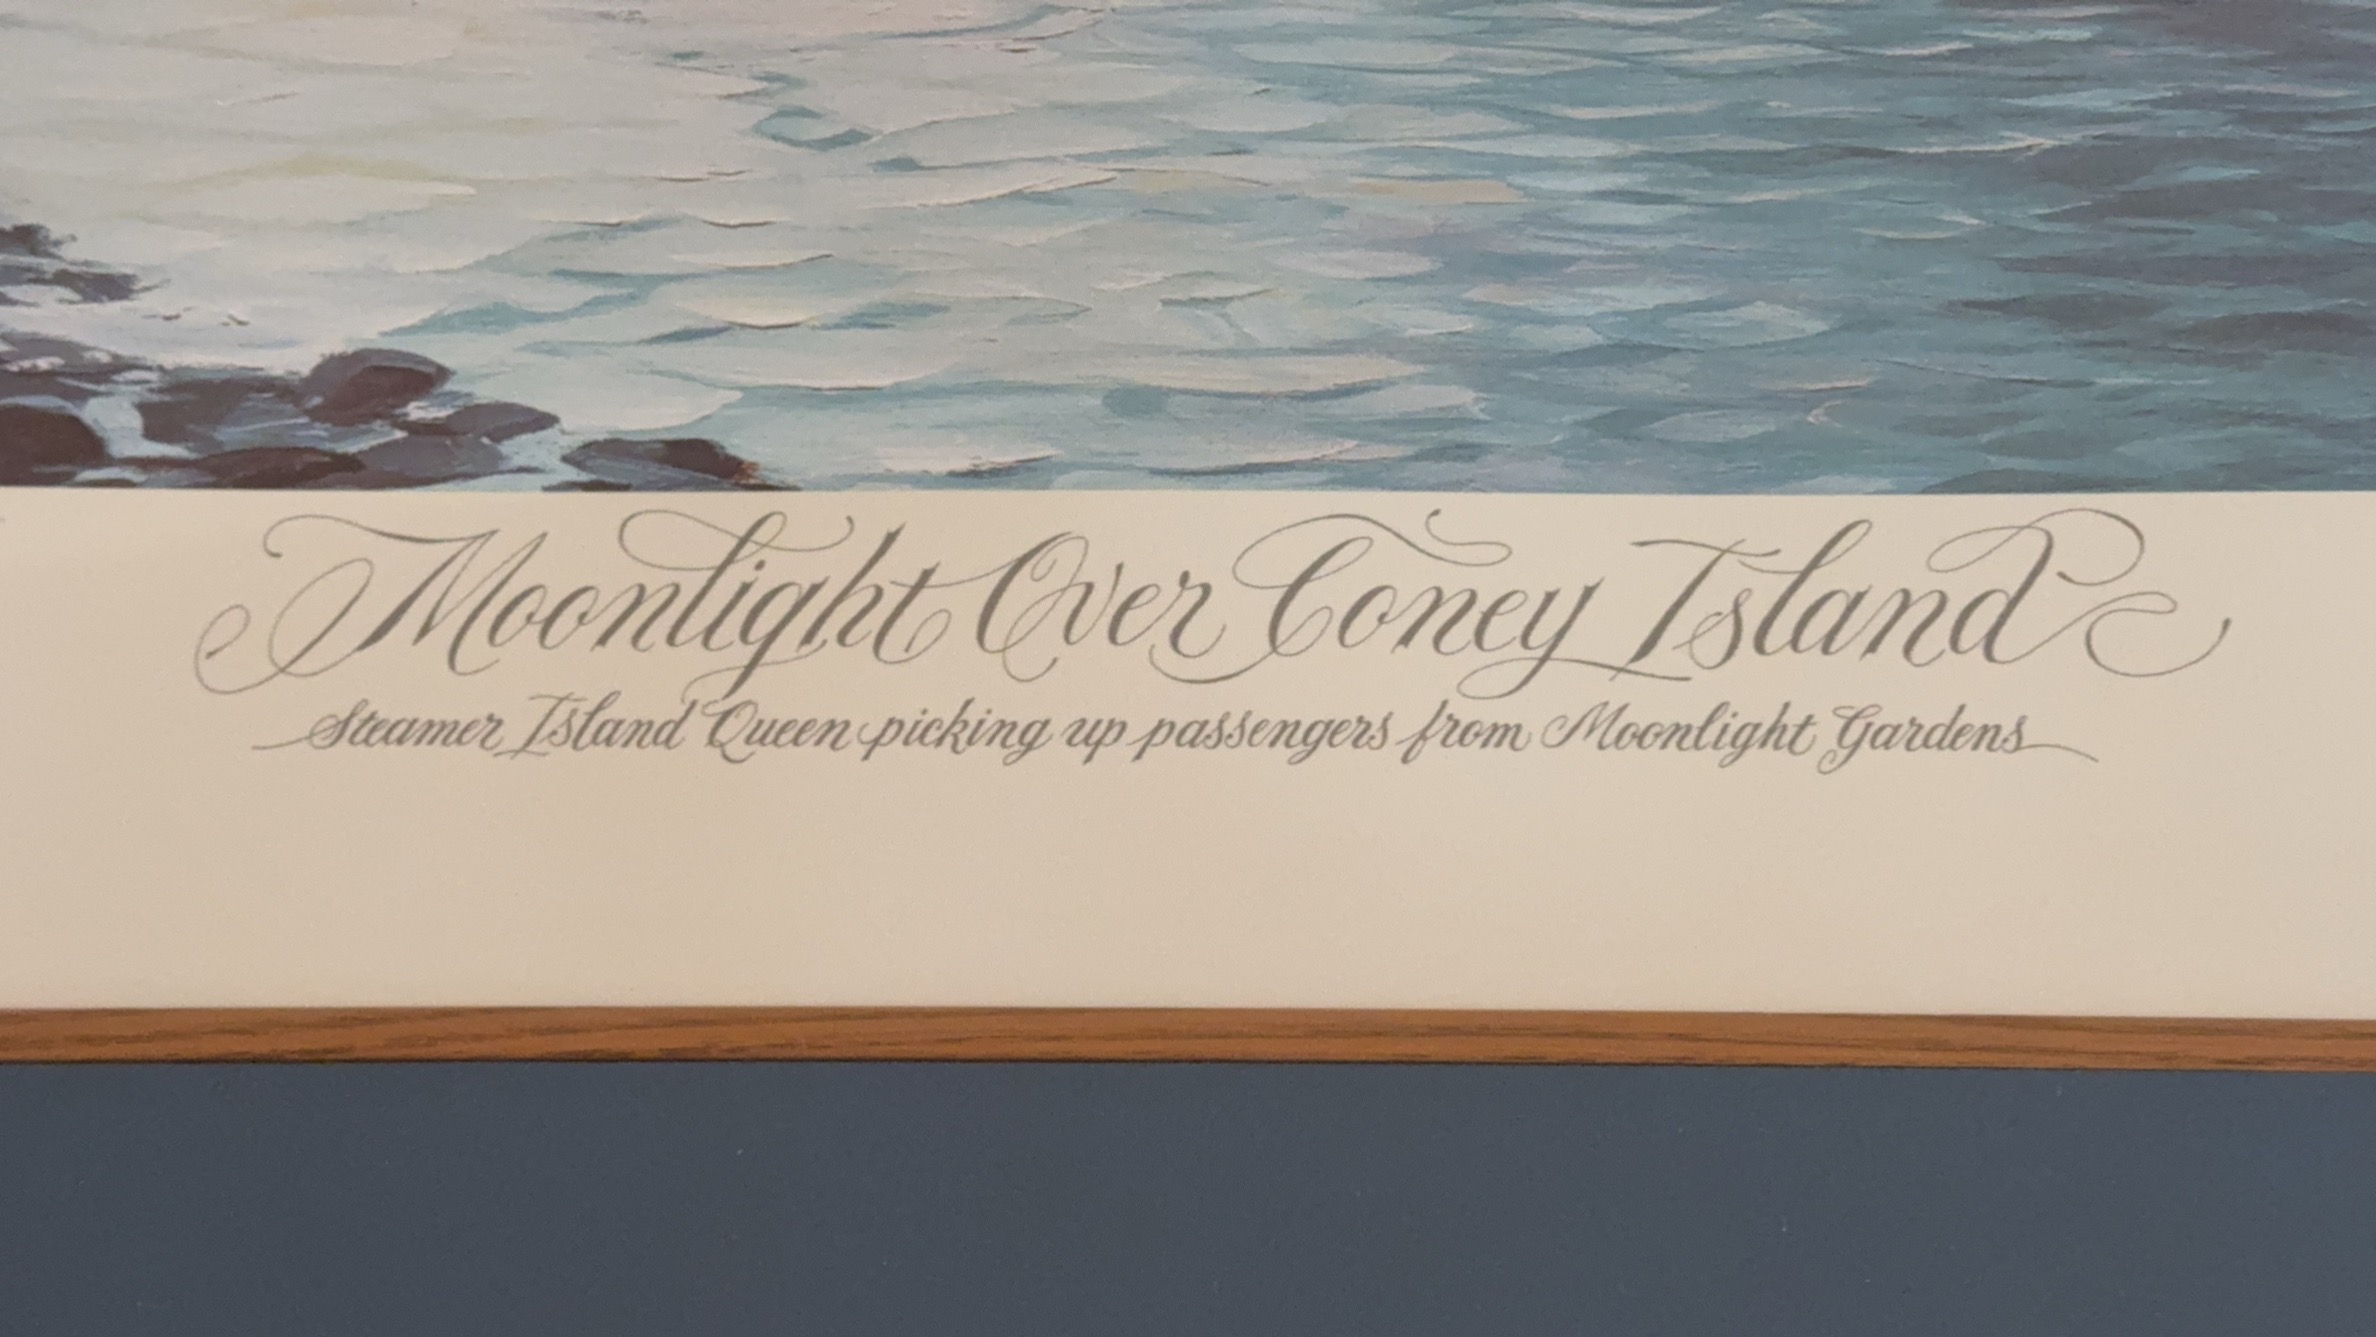 Moonlight Over Coney Island
Steamer Island Queen picking up passengers from Moonlight Gardens